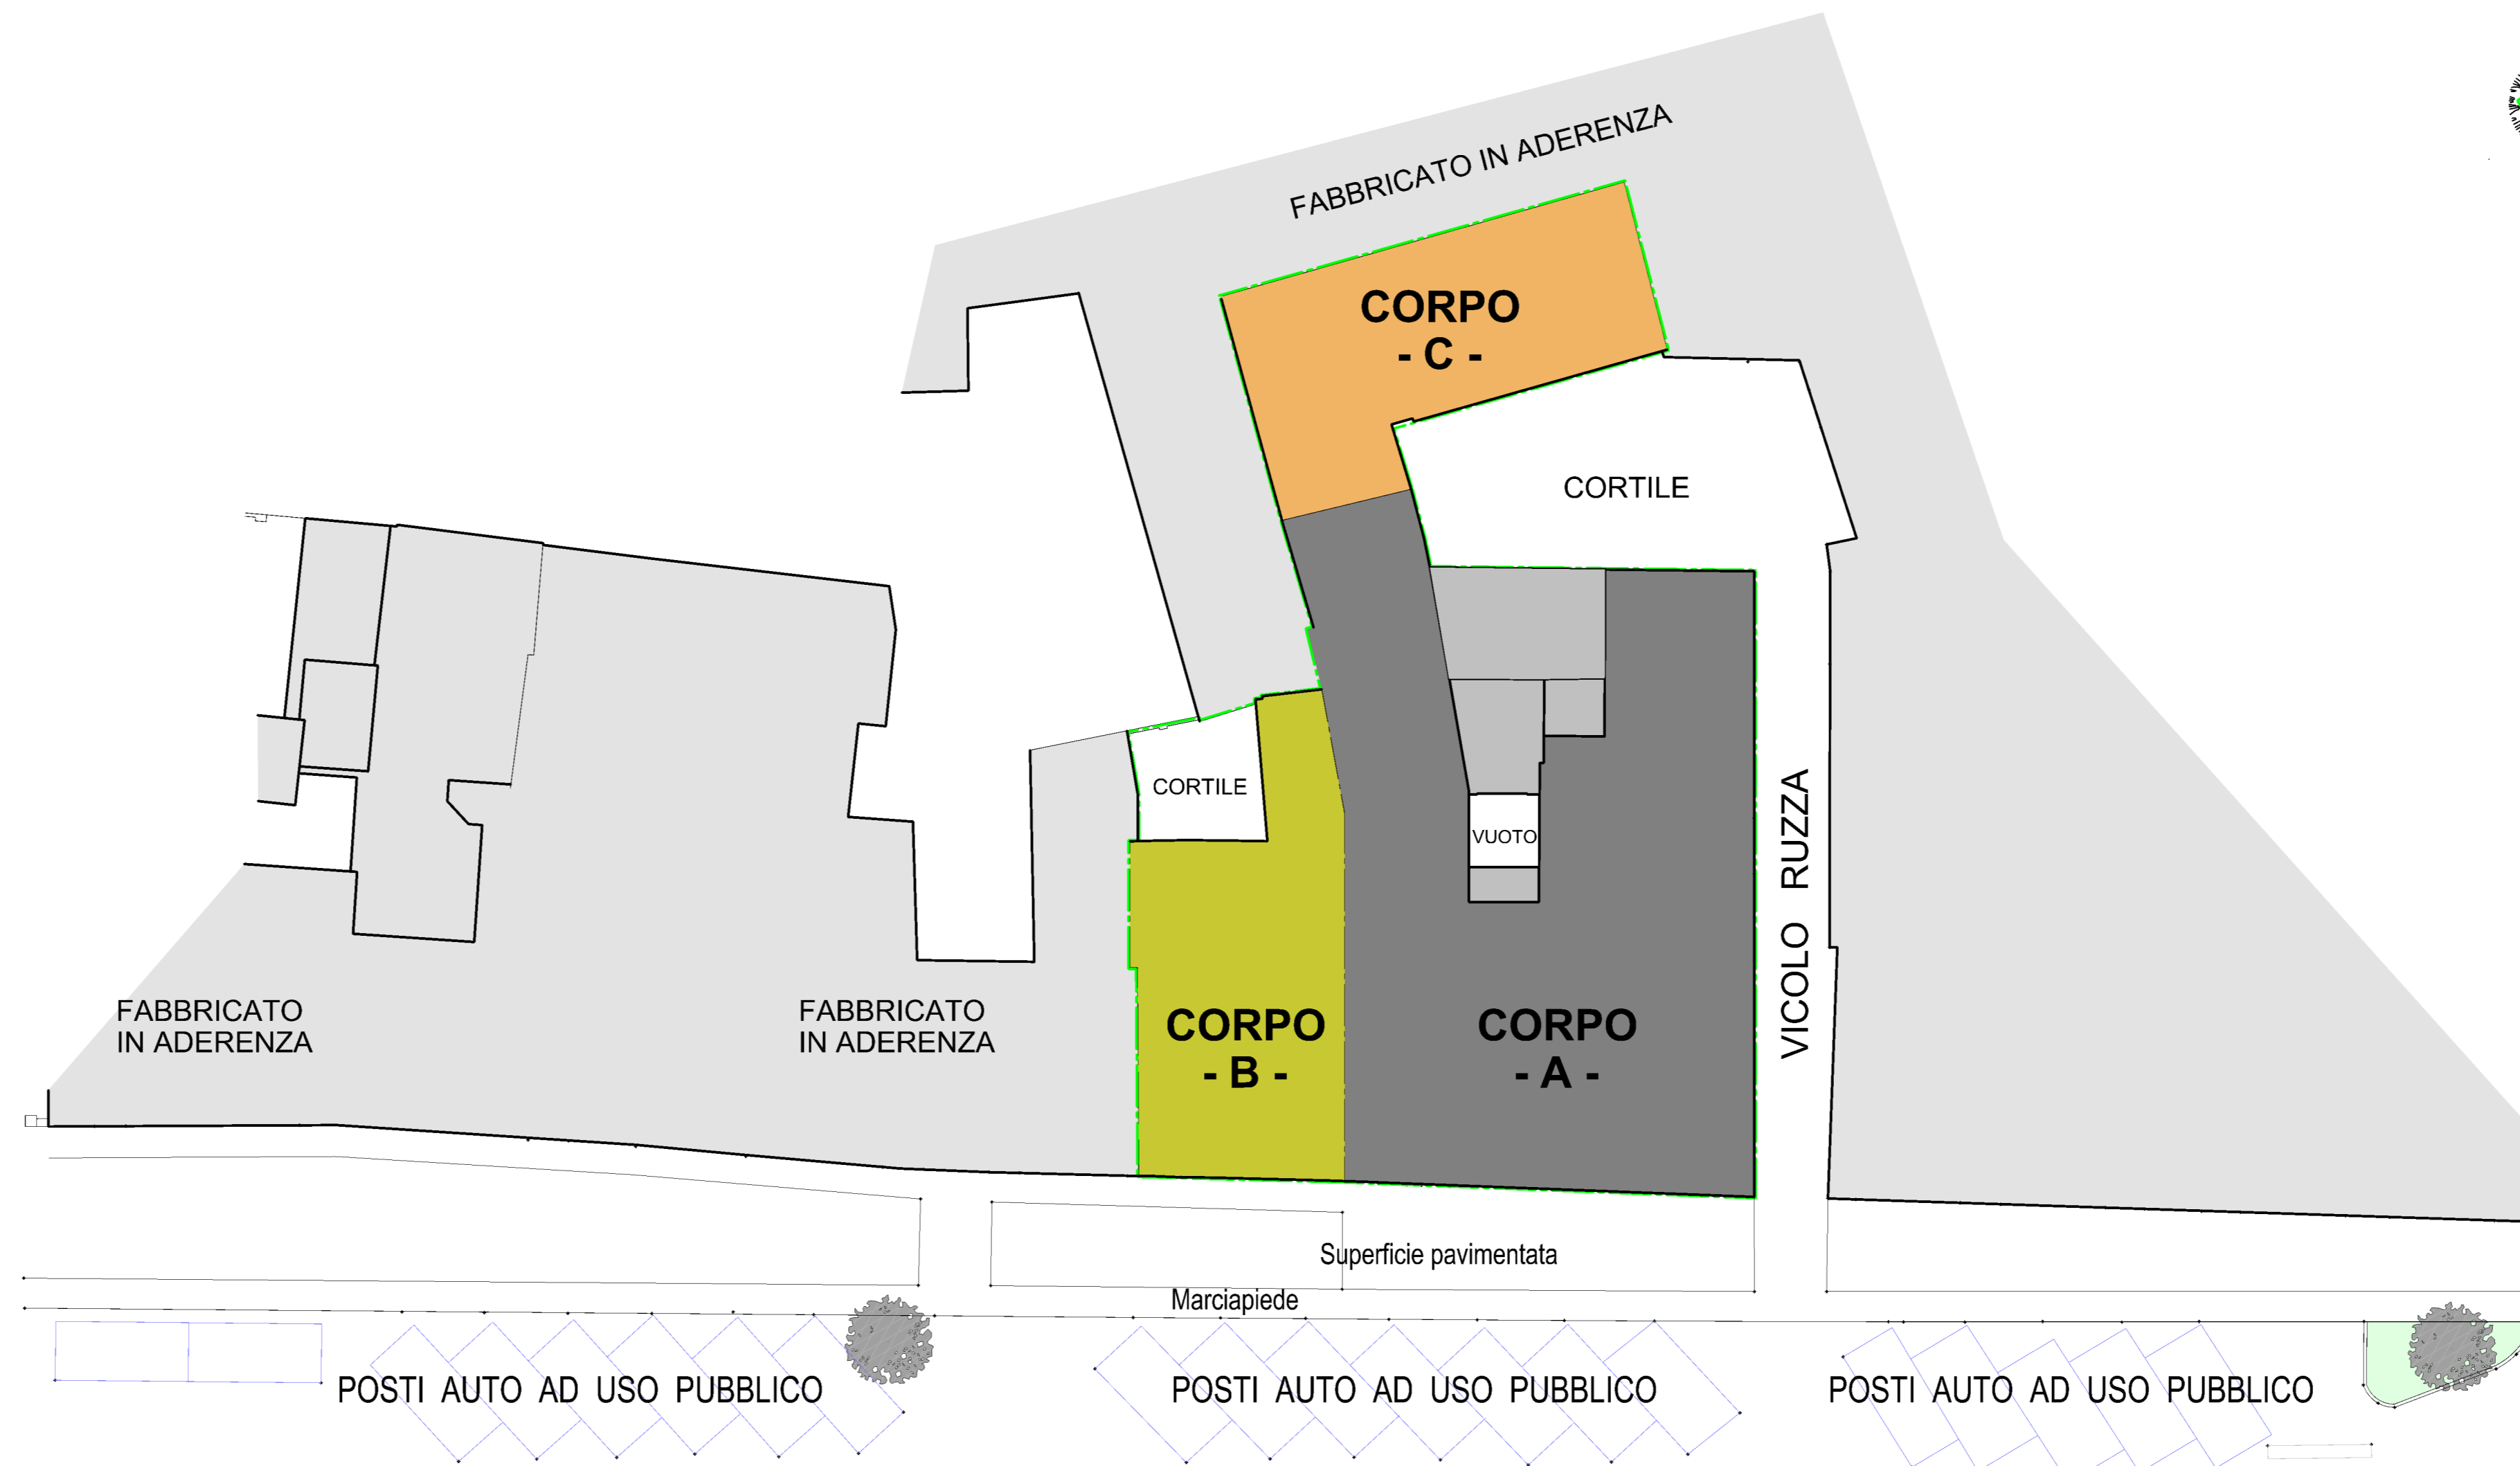 FABBRICATO IN ADERENZA
CORPO
- C -
CORTILE
CORTILE
VUOTO
VICOLO RUZZA
FABBRICATO
IN ADERENZA
FABBRICATO
IN ADERENZA
CORPO
- B -
CORPO
- A -
Superficie pavimentata
Marciapiede
POSTI AUTO AD USO PUBBLICO
POSTI AUTO AD USO PUBBLICO
POSTI AUTO AD USO PUBBLICO